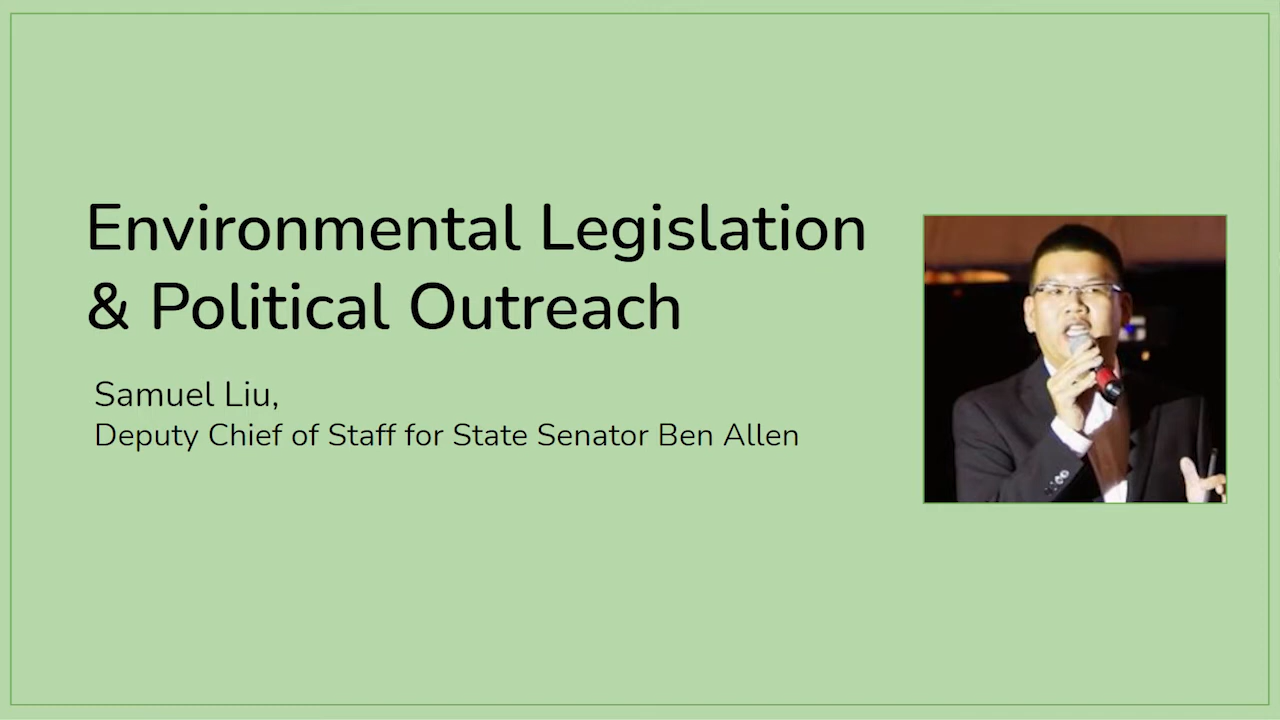 Environmental Legislation
& Political Outreach
Samuel Liu,
Deputy Chief of Staff for State Senator Ben Allen